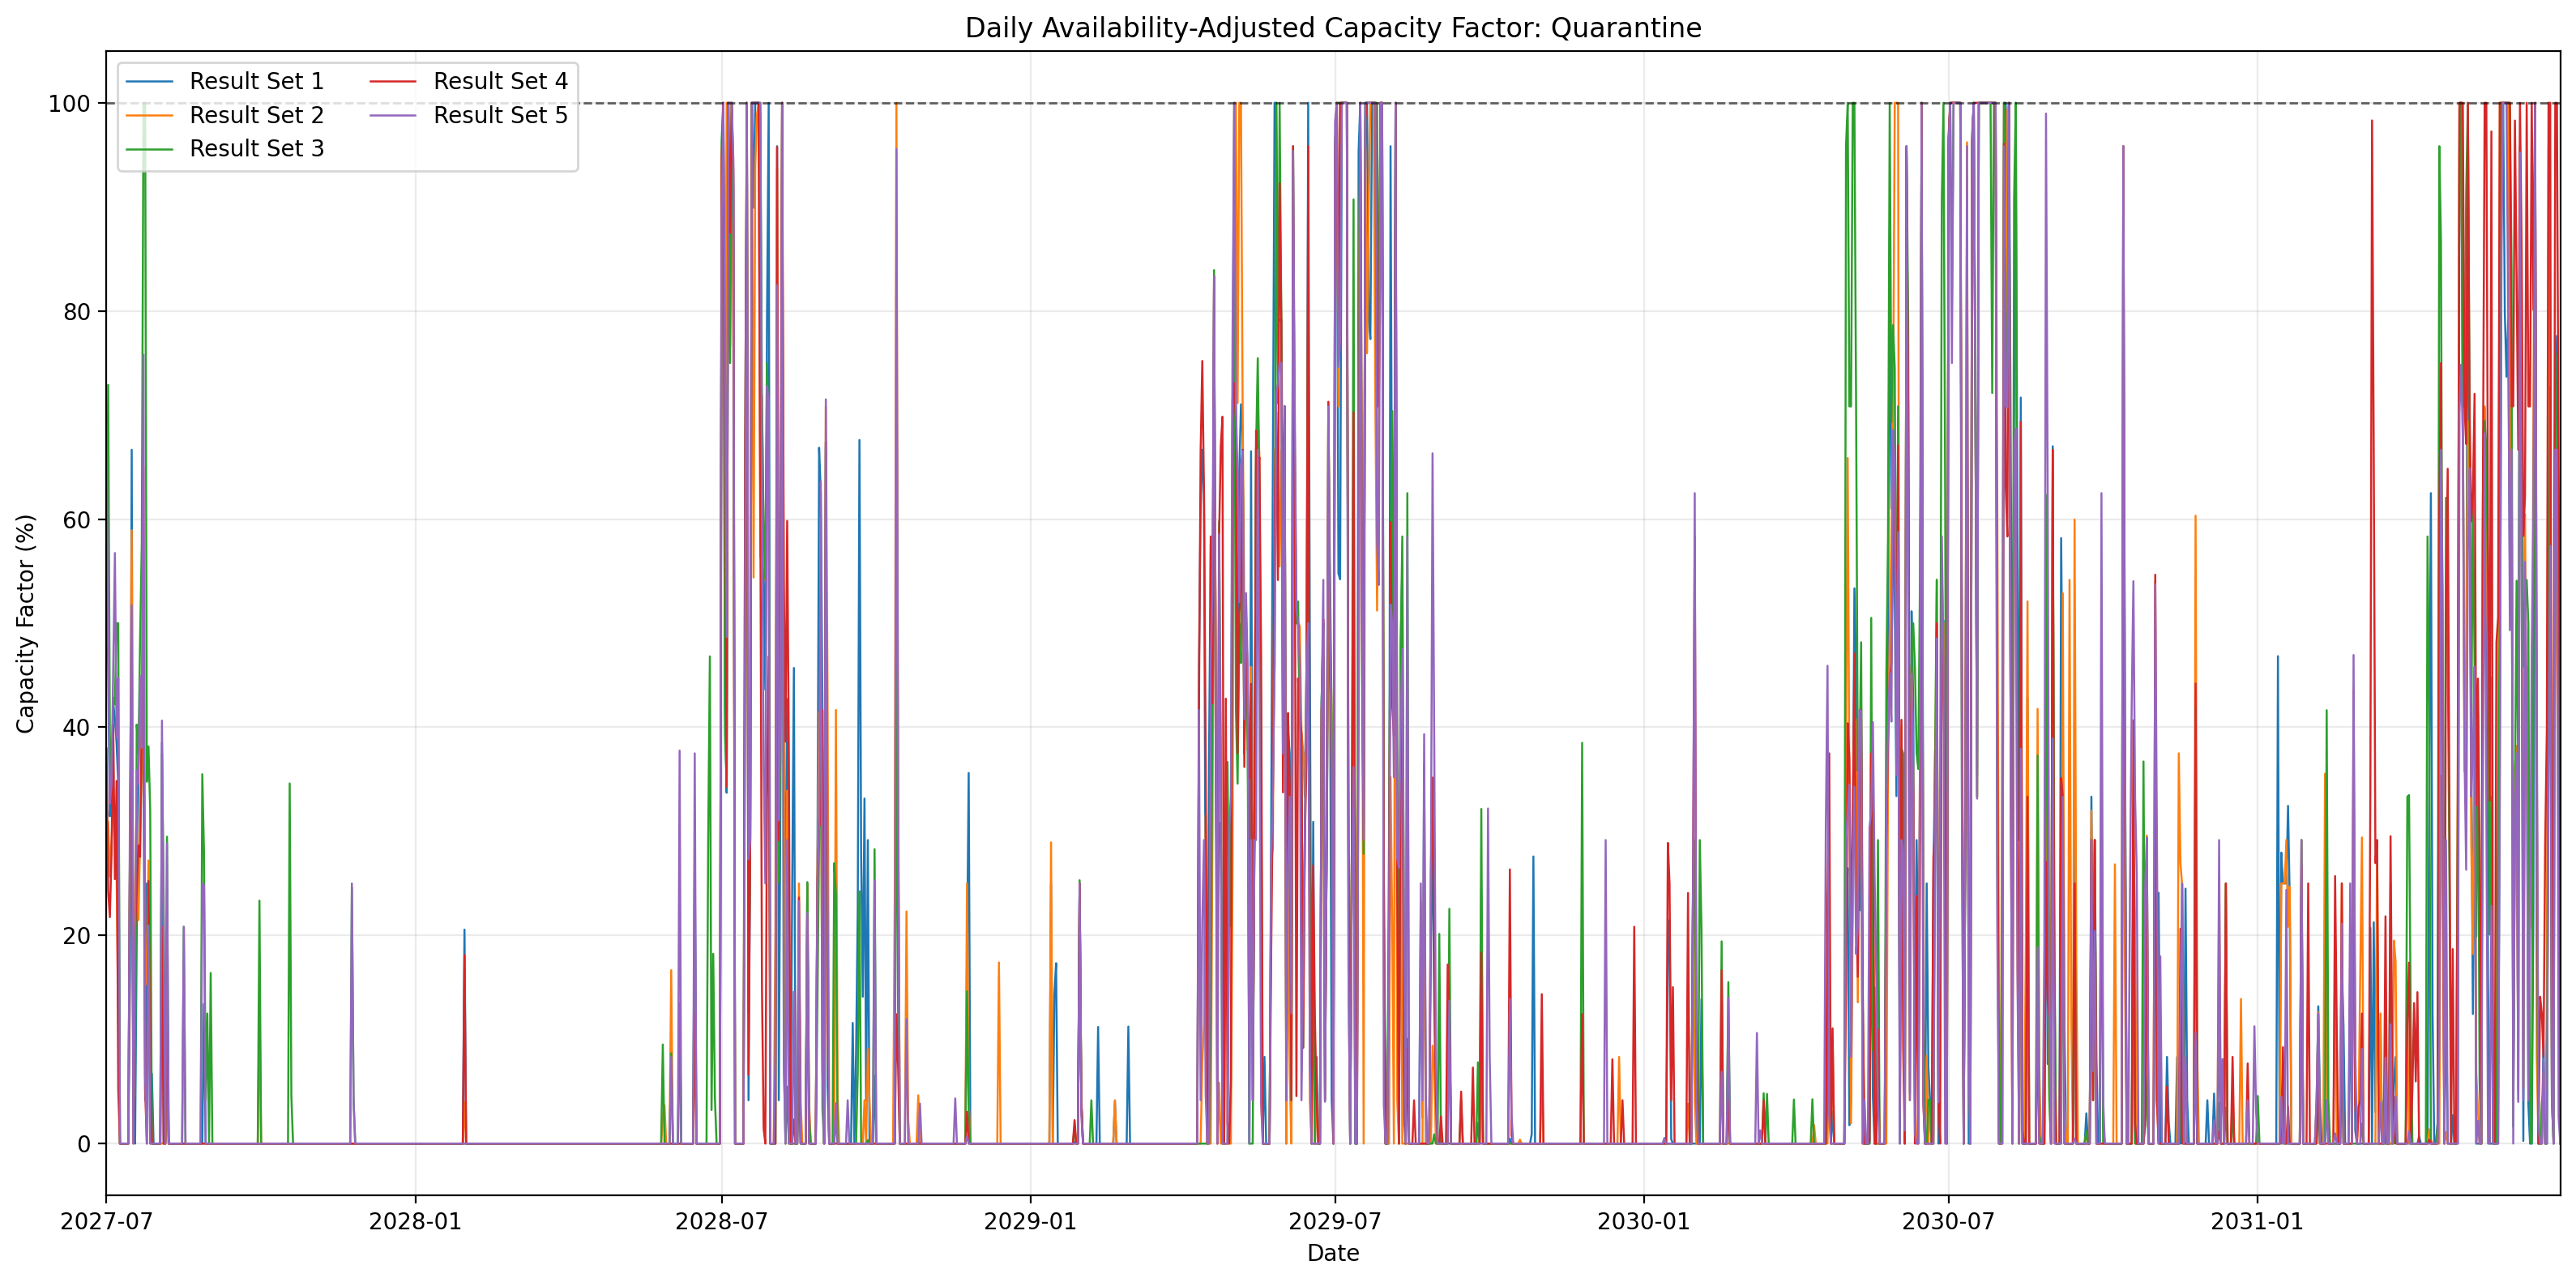 Daily Availability-Adjusted Capacity Factor: Quarantine
Result Set 1
Result Set 2
Result Set 3
Result Set 4
Result Set 5
Capacity Factor (%)
100
80
60
40
20
0
2027-07
2028-01
2028-07
2029-01
2029-07
2030-01
2030-07
2031-01
Date